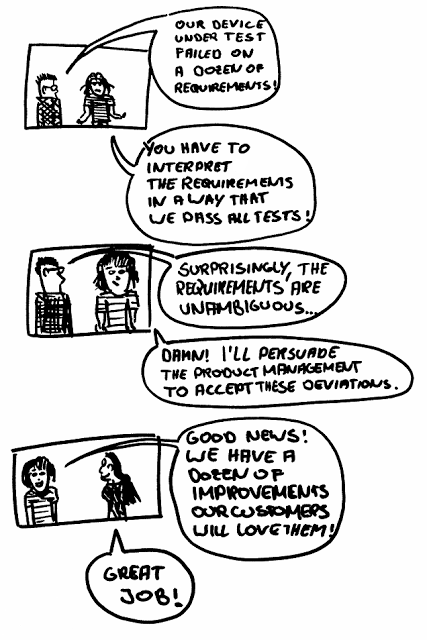 OUR DEVICE
UNDER TEST
FAILED ON
A DOZEN OF
REQUIREMENTS!
YOU HAVE TO
INTERPRET
THE REQUIREMENTS
IN A WAY THAT
WE PASS ALL TESTS!
SURPRISINGLY, THE
REQUIREMENTS ARE
UNAMBIGUOUS...
DAMN! I'LL PERSUADE
THE PRODUCT MANAGEMENT
TO ACCEPT THESE DEVIATIONS.
GOOD NEWS!
WE HAVE A
DOZEN OF
IMPROVEMENTS
OUR CUSTOMERS
WILL LOVE THEM!
GREAT
JOB!